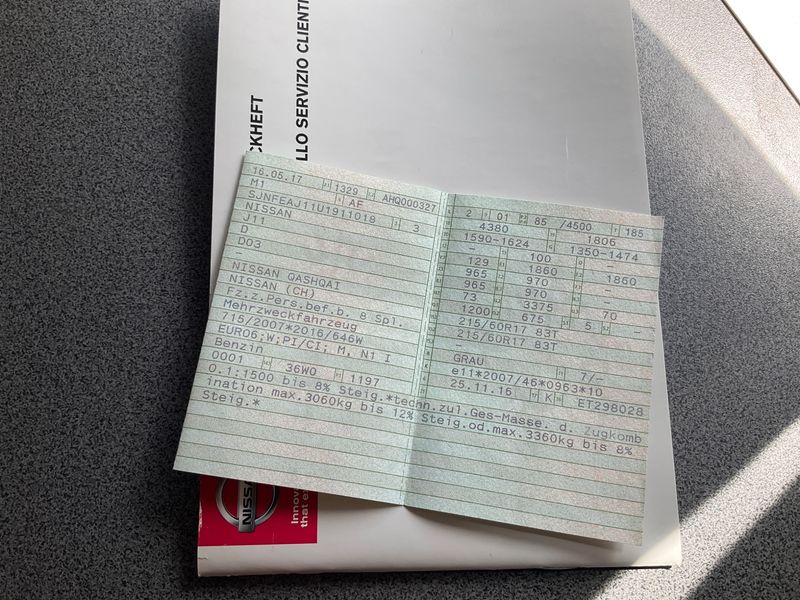 CKHEFT
LLO SERVIZIO CLIENTI
16.05.17 1329 AHQ000327
M1 AF
SJNFEAJ11U1911018 3
NISSAN
J11
D
D03
NISSAN QASHQAI
NISSAN (CH)
Fz.z.Pers.bef.b. 8 Spl.
Mehrzweckfahrzeug
715/2007*2016/646W
EURO6;W;PI/CI; M, N1 I
Benzin
0001 36W0 1197
2 01 85 /4500 185
4380 1806
1590-1624 1350-1474
- 100 -
129 1860 1860
965 970 -
965 970 -
73 3375 70
1200 675 5 -
215/60R17 83T
215/60R17 83T
-
GRAU 7/-
e11*2007/46*0963*10
25.11.15 K ET298028
0.1:1500 bis 8% Steig.*techn.zul.Ges-Masse. d. Zugkomb
ination max.3060kg bis 12% Steig.od.max.3360kg bis 8%
Steig.*
NISSAN
Innov
that e